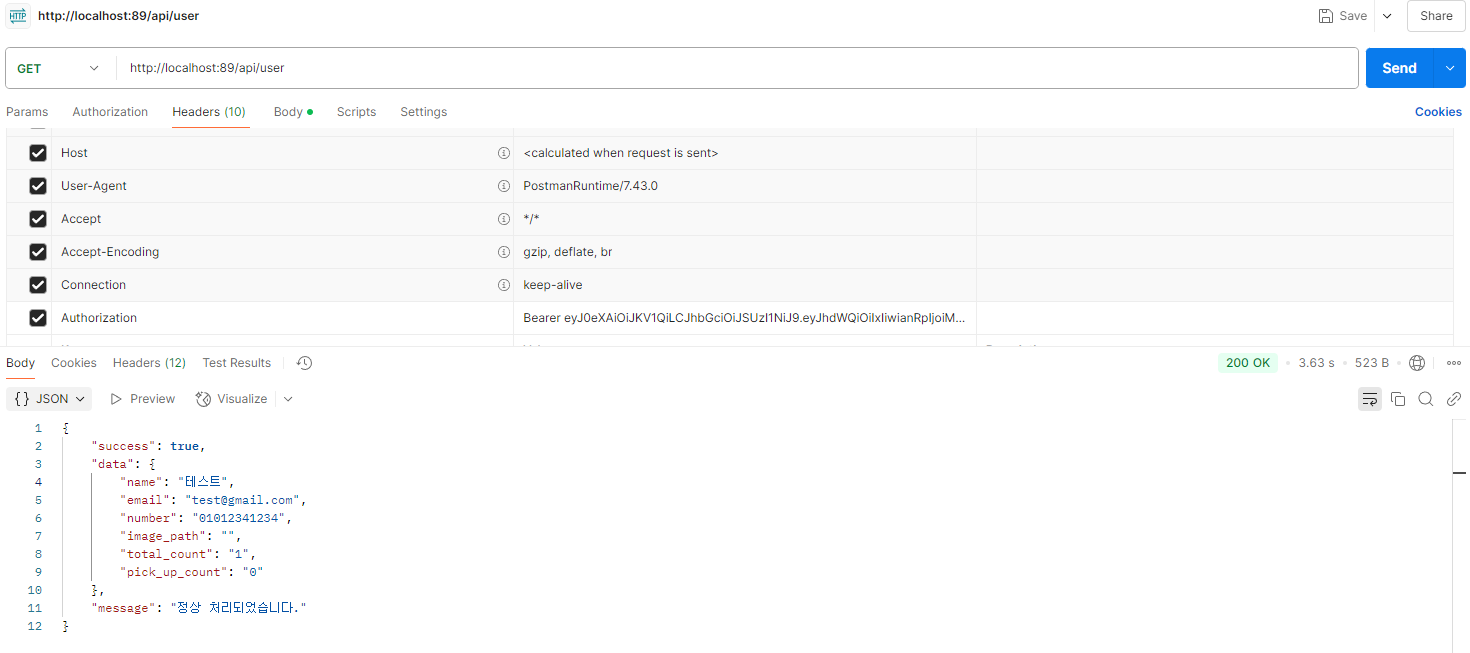 HTTP http://localhost:89/api/user Save Share
GET http://localhost:89/api/user Send
Params Authorization Headers (10) Body Scripts Settings Cookies
Host <calculated when request is sent>
User-Agent PostmanRuntime/7.43.0
Accept */*
Accept-Encoding gzip, deflate, br
Connection keep-alive
Authorization Bearer eyJ0eXAiOiJKV1QiLCJhbGciOiJSUzI1NiJ9.eyJhdWQiOiIxIiwianRpIjoiM...
Body Cookies Headers (12) Test Results 200 OK 3.63 s 523 B
{} JSON Preview Visualize
1 {
2 "success": true,
3 "data": {
4 "name": "테스트",
5 "email": "test@gmail.com",
6 "number": "01012341234",
7 "image_path": "",
8 "total_count": "1",
9 "pick_up_count": "0"
10 },
11 "message": "정상 처리되었습니다."
12 }